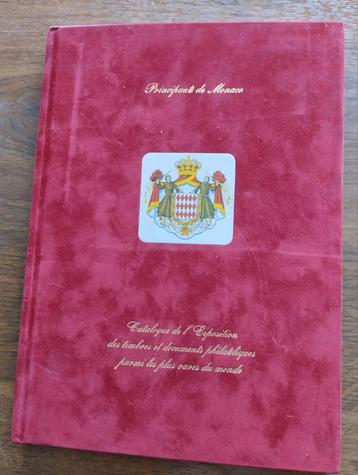 Principauté de Monaco
Catalogue de l'Exposition
des timbres et documents philatéliques
parmi les plus rares du monde